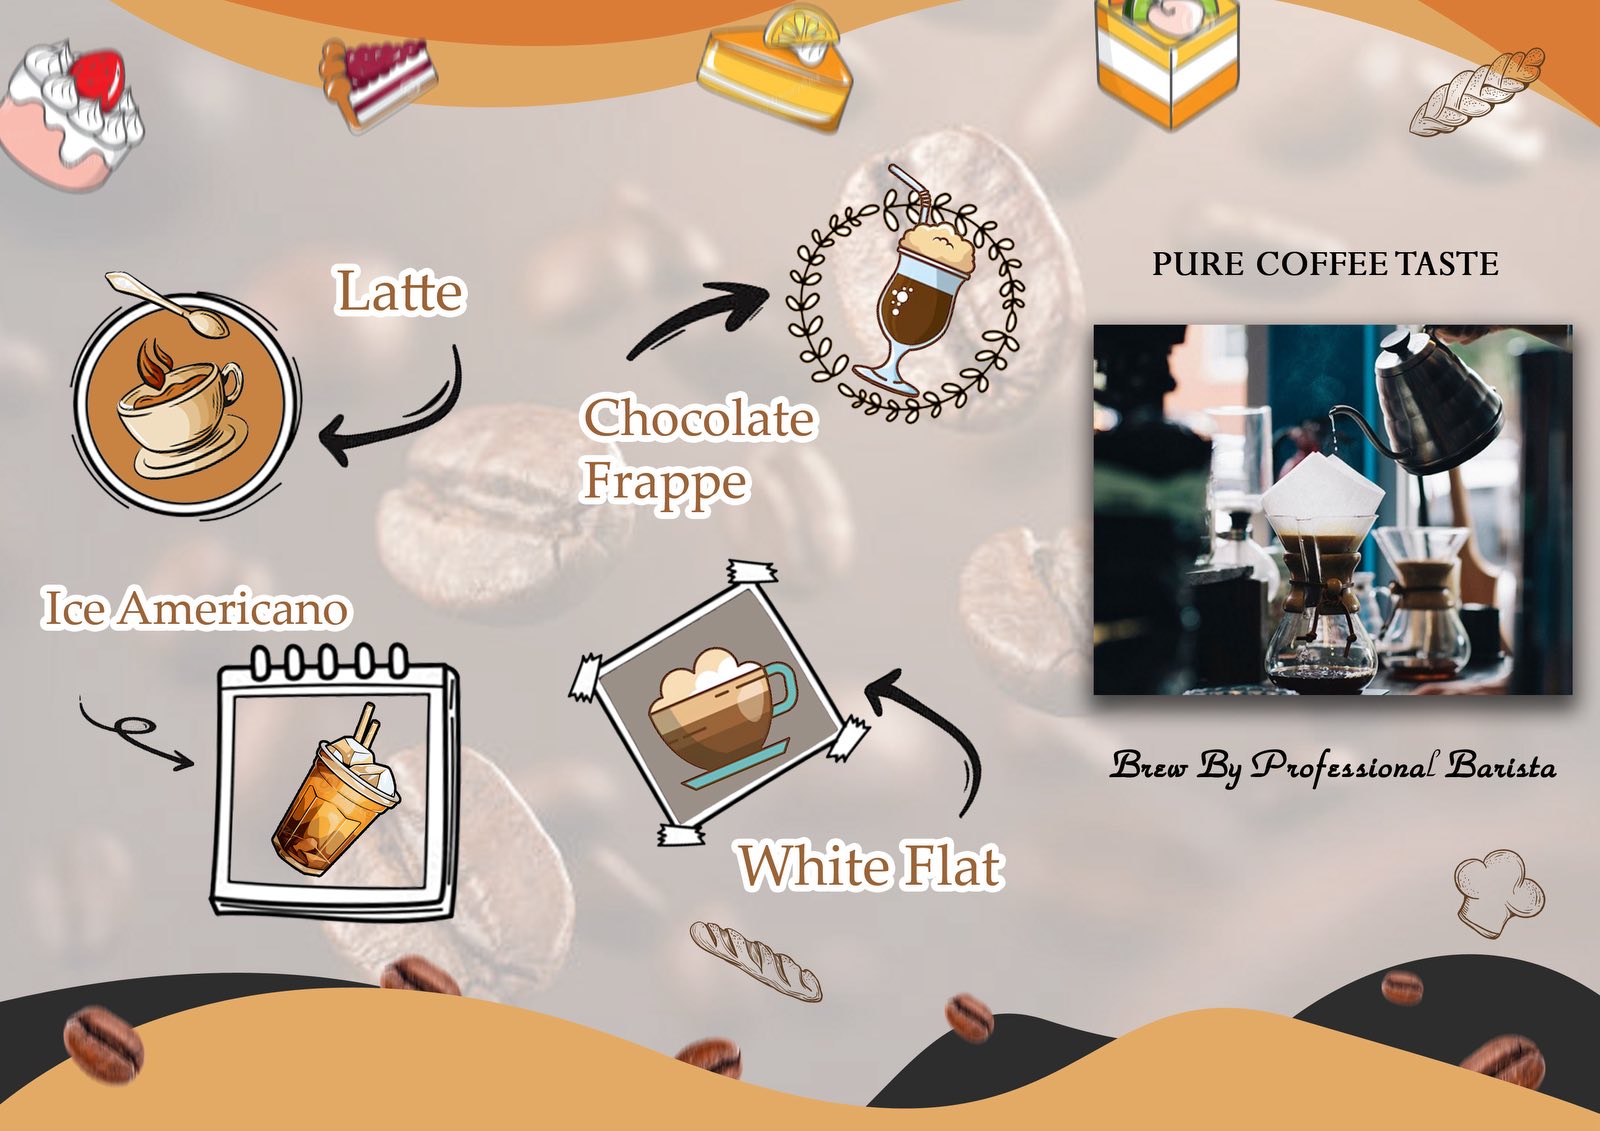 Latte
Chocolate
Frappe
PURE COFFEE TASTE
Ice Americano
White Flat
Brew By Professional Barista